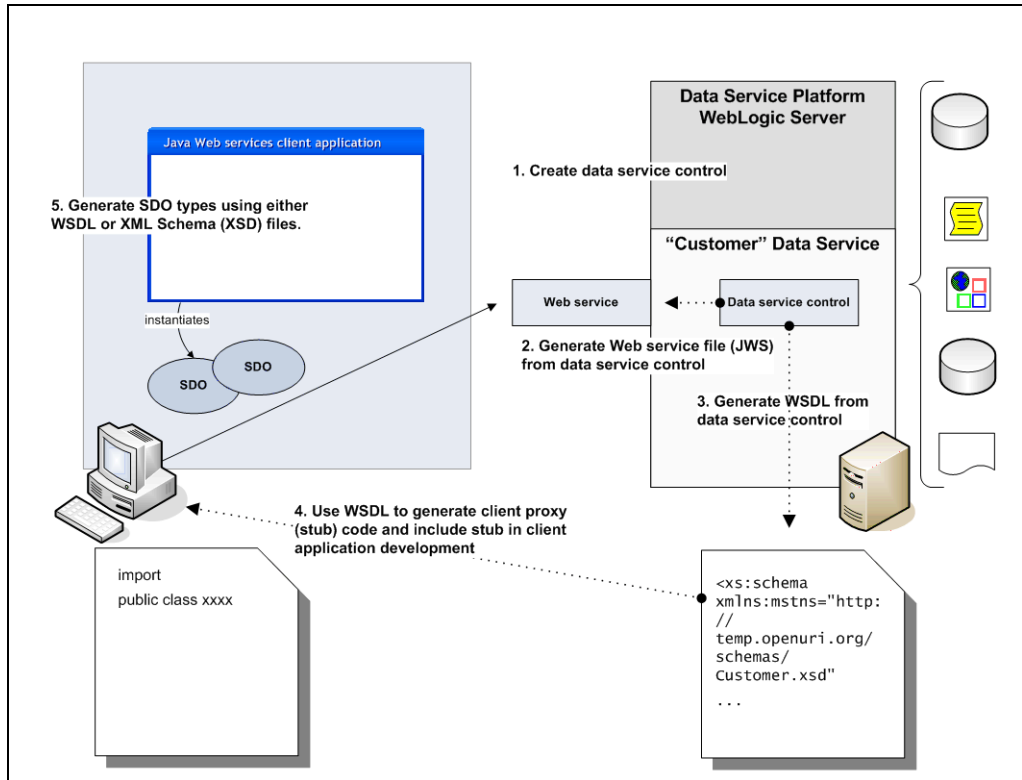 Data Service Platform
WebLogic Server
Java Web services client application
1. Create data service control
5. Generate SDO types using either
WSDL or XML Schema (XSD) files.
“Customer” Data Service
Web service
Data service control
instantiates
2. Generate Web service file (JWS)
from data service control
SDO
SDO
3. Generate WSDL from
data service control
4. Use WSDL to generate client proxy
(stub) code and include stub in client
application development
import
public class xxxx
<xs:schema
xmlns:mstns="http:
//
temp.openuri.org/
schemas/
Customer.xsd"
...